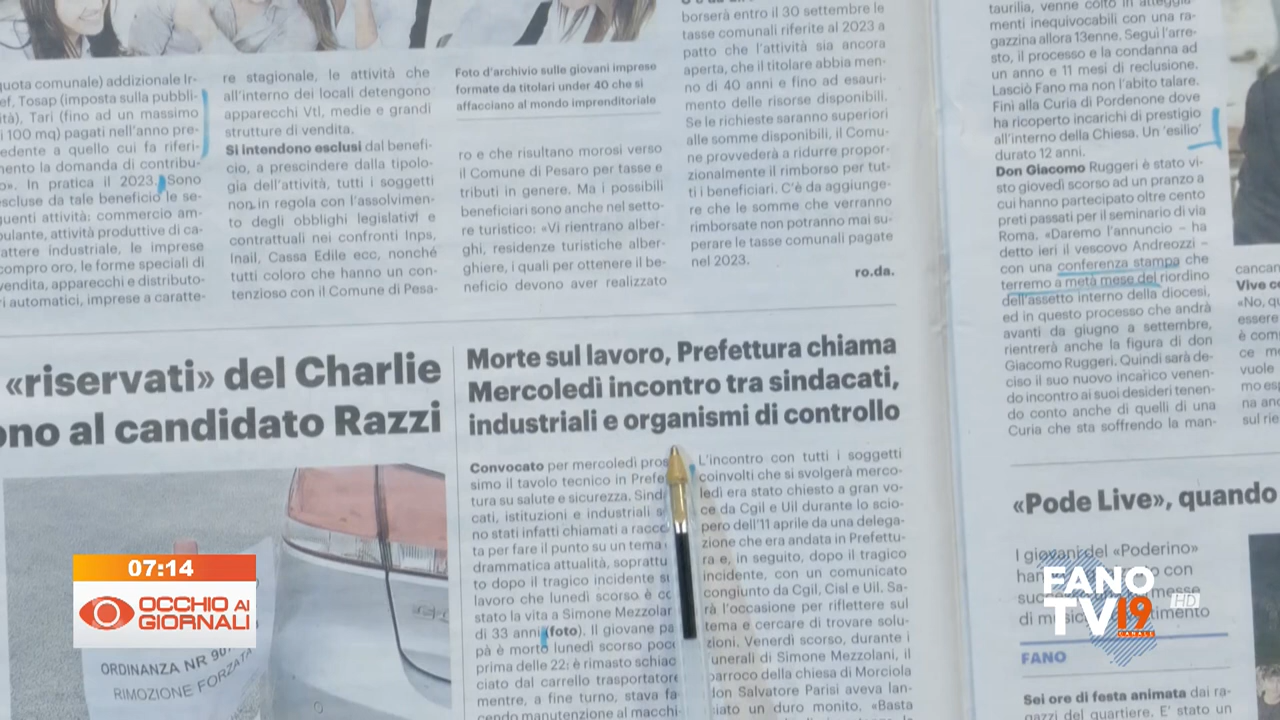 quota comunale) addizionale Ir-
ef, Tosap (imposta sulla pubbli-
ità), Tari (fino ad un massimo
i 100 mq) pagati nell'anno pre-
edente a quello cui fa riferi-
mento la domanda di contribu-
o». In pratica il 2023. Sono
escluse da tale beneficio le se-
guenti attività: commercio am-
bulante, attività produttive di ca-
rattere industriale, le imprese
compro oro, le forme speciali di
vendita, apparecchi e distributo-
ri automatici, imprese a caratte-
re stagionale, le attività che
all'interno dei locali detengono
apparecchi Vtl, medie e grandi
strutture di vendita.
Si intendono esclusi dal benefi-
cio, a prescindere dalla tipolo-
gia dell'attività, tutti i soggetti
non in regola con l'assolvimen-
to degli obblighi legislativi e
contrattuali nei confronti Inps,
Inail, Cassa Edile ecc, nonché
tutti coloro che hanno un con-
tenzioso con il Comune di Pesa-
Foto d'archivio sulle giovani imprese
formate da titolari under 40 che si
affacciano al mondo imprenditoriale
ro e che risultano morosi verso
il Comune di Pesaro per tasse e
tributi in genere. Ma i possibili
beneficiari sono anche nel setto-
re turistico: «Vi rientrano alber-
ghi, residenze turistiche alber-
ghiere, i quali per ottenere il be-
neficio devono aver realizzato
borserà entro il 30 settembre le
tasse comunali riferite al 2023 a
patto che l'attività sia ancora
aperta, che il titolare abbia me-
no di 40 anni e fino ad esauri-
mento delle risorse disponibili.
Se le richieste saranno superiori
alle somme disponibili, il Comu-
ne provvederà a ridurre propor-
zionalmente il rimborso per tut-
ti i beneficiari. C'è da aggiunge-
re che le somme che verranno
rimborsate non potranno mai su-
perare le tasse comunali pagate
nel 2023.
ro.da.
«riservati» del Charlie
ono al candidato Razzi
ORDINANZA NR 907
RIMOZIONE FORZATA
Morte sul lavoro, Prefettura chiama
Mercoledì incontro tra sindacati,
industriali e organismi di controllo
Convocato per mercoledì pros
simo il tavolo tecnico in Prefe
tura su salute e sicurezza. Sind
cati, istituzioni e industriali s
no stati infatti chiamati a racco
ta per fare il punto su un tema
drammatica attualità, soprattu
to dopo il tragico incidente su
lavoro che lunedì scorso è co
stato la vita a Simone Mezzolar
di 33 anni (foto). Il giovane pa
pà è morto lunedì scorso poco
prima delle 22: è rimasto schiac
ciato dal carrello trasportatore
mentre, a fine turno, stava fa
cendo manutenzione al macchi
L'incontro con tutti i soggetti
coinvolti che si svolgerà merco-
ledì era stato chiesto a gran vo-
ce da Cgil e Uil durante lo scio-
pero dell'11 aprile da una delega-
zione che era andata in Prefettu-
ra e, in seguito, dopo il tragico
incidente, con un comunicato
congiunto da Cgil, Cisl e Uil. Sa-
rà l'occasione per riflettere sul
tema e cercare di trovare solu-
zioni. Venerdì scorso, durante i
funerali di Simone Mezzolani, il
parroco della chiesa di Morciola
don Salvatore Parisi aveva lan-
ciato un duro monito. «Basta
taurilia, venne colto in atteggia-
menti inequivocabili con una ra-
gazzina allora 13enne. Seguì l'arre-
sto, il processo e la condanna ad
un anno e 11 mesi di reclusione.
Lasciò Fano ma non l'abito talare.
Finì alla Curia di Pordenone dove
ha ricoperto incarichi di prestigio
all'interno della Chiesa. Un 'esilio'
durato 12 anni.
Don Giacomo Ruggeri è stato vi-
sto giovedì scorso ad un pranzo a
cui hanno partecipato oltre cento
preti passati per il seminario di via
Roma. «Daremo l'annuncio – ha
detto ieri il vescovo Andreozzi –
con una conferenza stampa che
terremo a metà mese del riordino
dell'assetto interno della diocesi,
ed in questo processo che andrà
avanti da giugno a settembre,
rientrerà anche la figura di don
Giacomo Ruggeri. Quindi sarà de-
ciso il suo nuovo incarico venen-
do incontro ai suoi desideri tenen-
do conto anche di quelli di una
Curia che sta soffrendo la man-
cancan
Vive co
«No, qu
essere
è com
ce m
vuole
mo es
na and
sul rie
«Pode Live», quando
I giovani del «Poderino»
FANO
Sei ore di festa animata dai ra-
gazzi del quartiere. E' stato un
07:14
OCCHIO AI
GIORNALI
FANO
TV19
CANALE
HD